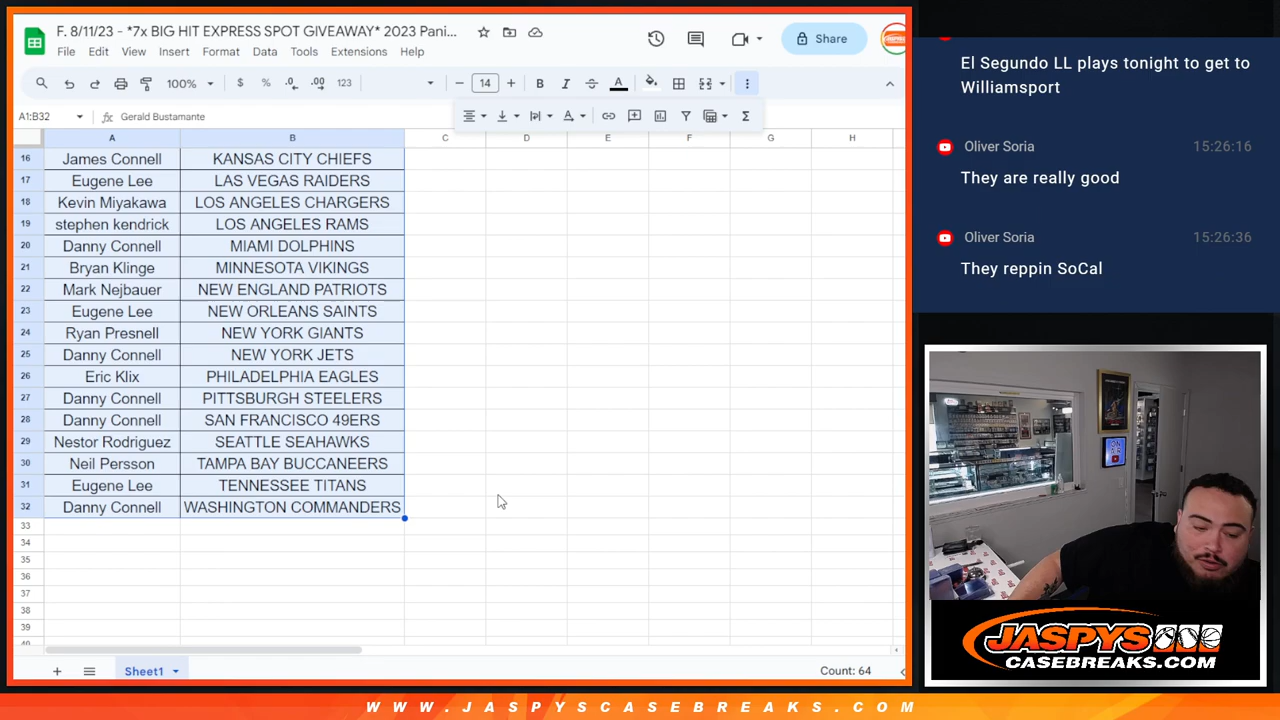 F. 8/11/23 - *7x BIG HIT EXPRESS SPOT GIVEAWAY* 2023 Pani...
File Edit View Insert Format Data Tools Extensions Help
Share
JASPYS
100% $ % .0 .00 123 14 B I A
A1:B32 fx Gerald Bustamante
A B C D E F G H
16 James Connell KANSAS CITY CHIEFS
17 Eugene Lee LAS VEGAS RAIDERS
18 Kevin Miyakawa LOS ANGELES CHARGERS
19 stephen kendrick LOS ANGELES RAMS
20 Danny Connell MIAMI DOLPHINS
21 Bryan Klinge MINNESOTA VIKINGS
22 Mark Nejbauer NEW ENGLAND PATRIOTS
23 Eugene Lee NEW ORLEANS SAINTS
24 Ryan Presnell NEW YORK GIANTS
25 Danny Connell NEW YORK JETS
26 Eric Klix PHILADELPHIA EAGLES
27 Danny Connell PITTSBURGH STEELERS
28 Danny Connell SAN FRANCISCO 49ERS
29 Nestor Rodriguez SEATTLE SEAHAWKS
30 Neil Persson TAMPA BAY BUCCANEERS
31 Eugene Lee TENNESSEE TITANS
32 Danny Connell WASHINGTON COMMANDERS
33
34
35
36
37
38
39
40
Sheet1 Count: 64
El Segundo LL plays tonight to get to
Williamsport
Oliver Soria 15:26:16
They are really good
Oliver Soria 15:26:36
They reppin SoCal
JASPYS
CASEBREAKS.COM
WWW.JASPYSCASEBREAKS.COM